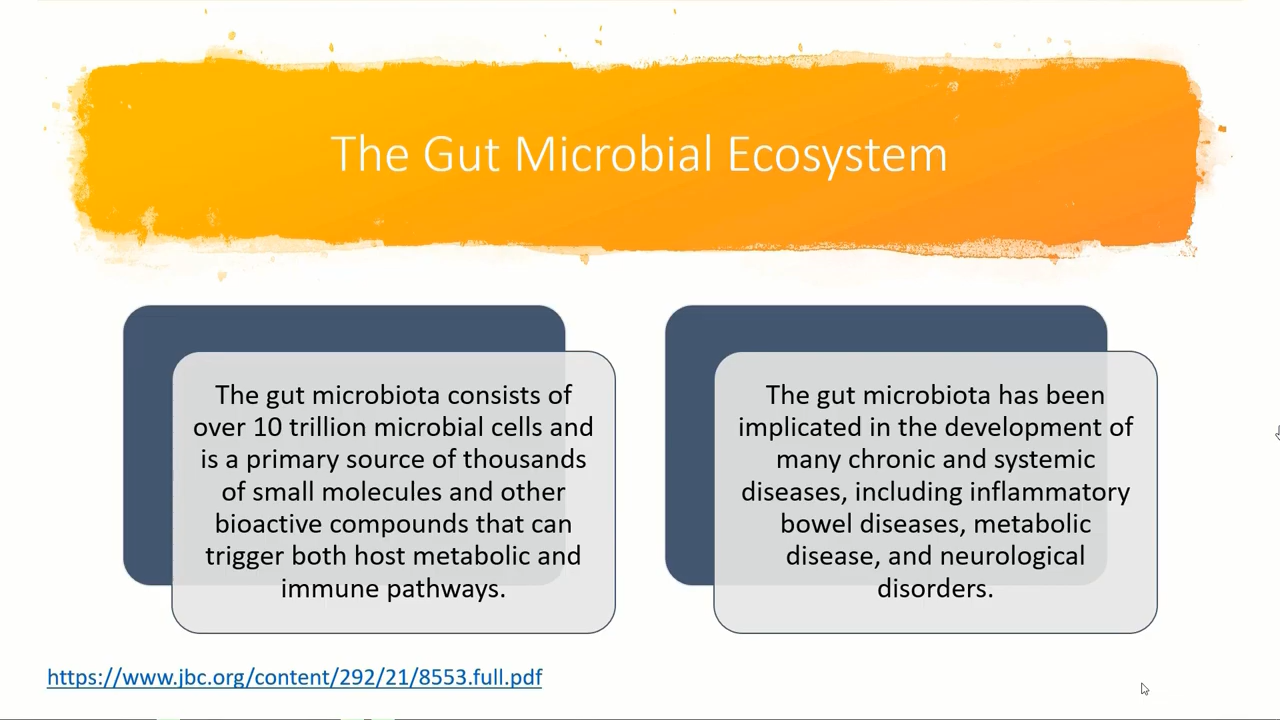 The Gut Microbial Ecosystem
The gut microbiota consists of
over 10 trillion microbial cells and
is a primary source of thousands
of small molecules and other
bioactive compounds that can
trigger both host metabolic and
immune pathways.
The gut microbiota has been
implicated in the development of
many chronic and systemic
diseases, including inflammatory
bowel diseases, metabolic
disease, and neurological
disorders.
https://www.jbc.org/content/292/21/8553.full.pdf